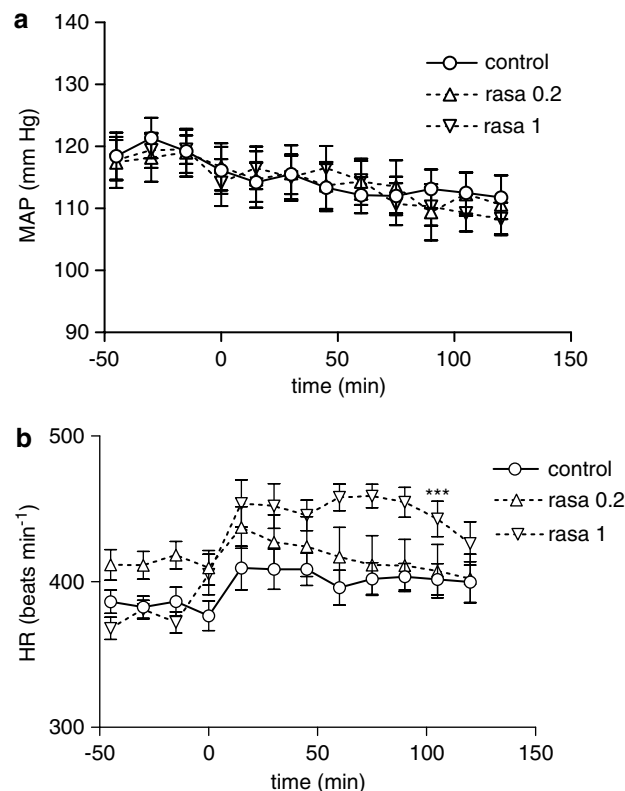 a
140
130
120
110
100
90
MAP (mm Hg)
-50
0
50
100
150
time (min)
control
rasa 0.2
rasa 1
b
500
400
300
HR (beats min⁻¹)
-50
0
50
100
150
time (min)
***
control
rasa 0.2
rasa 1